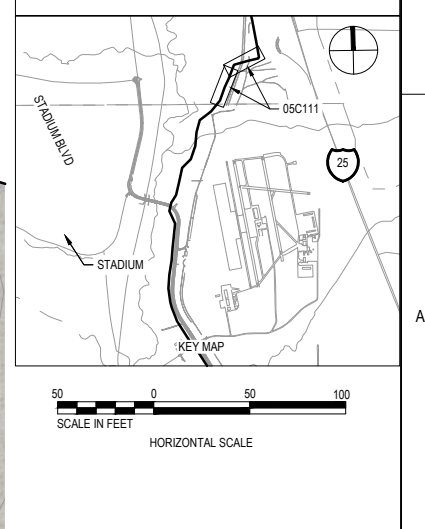 05C111
STADIUM BLVD
25
STADIUM
A
KEY MAP
50 0 50 100
SCALE IN FEET
HORIZONTAL SCALE